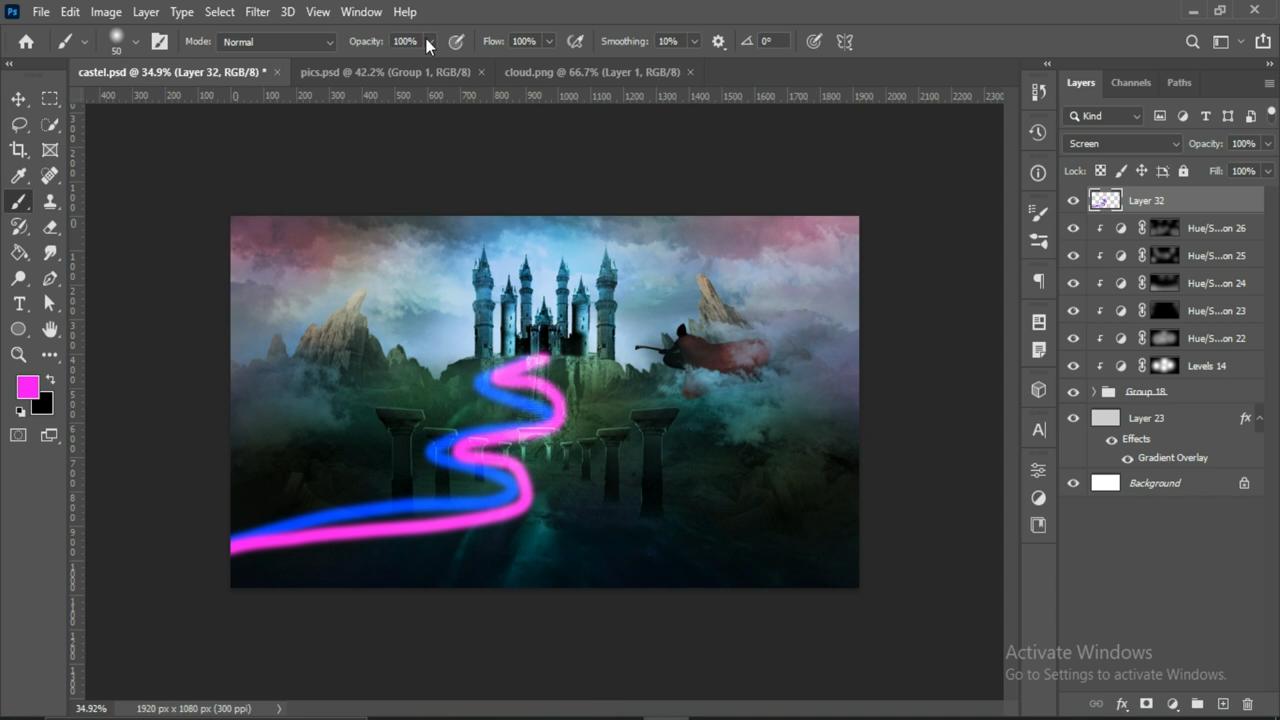 Ps File Edit Image Layer Type Select Filter 3D View Window Help
50 Mode: Normal Opacity: 100% Flow: 100% Smoothing: 10% 0°
castel.psd @ 34.9% (Layer 32, RGB/8) * × pics.psd @ 42.2% (Group 1, RGB/8) × cloud.png @ 66.7% (Layer 1, RGB/8) ×
400 300 200 100 0 100 200 300 400 500 600 700 800 900 1000 1100 1200 1300 1400 1500 1600 1700 1800 1900 2000 2100 2200 2300
Layers Channels Paths
Kind
Screen Opacity: 100%
Lock: Fill: 100%
Layer 32
Hue/S...on 26
Hue/S...on 25
Hue/S...on 24
Hue/S...on 23
Hue/S...on 22
Levels 14
Group 18
Layer 23 fx
Effects
Gradient Overlay
Background
Activate Windows
Go to Settings to activate Windows.
34.92% 1920 px x 1080 px (300 ppi)